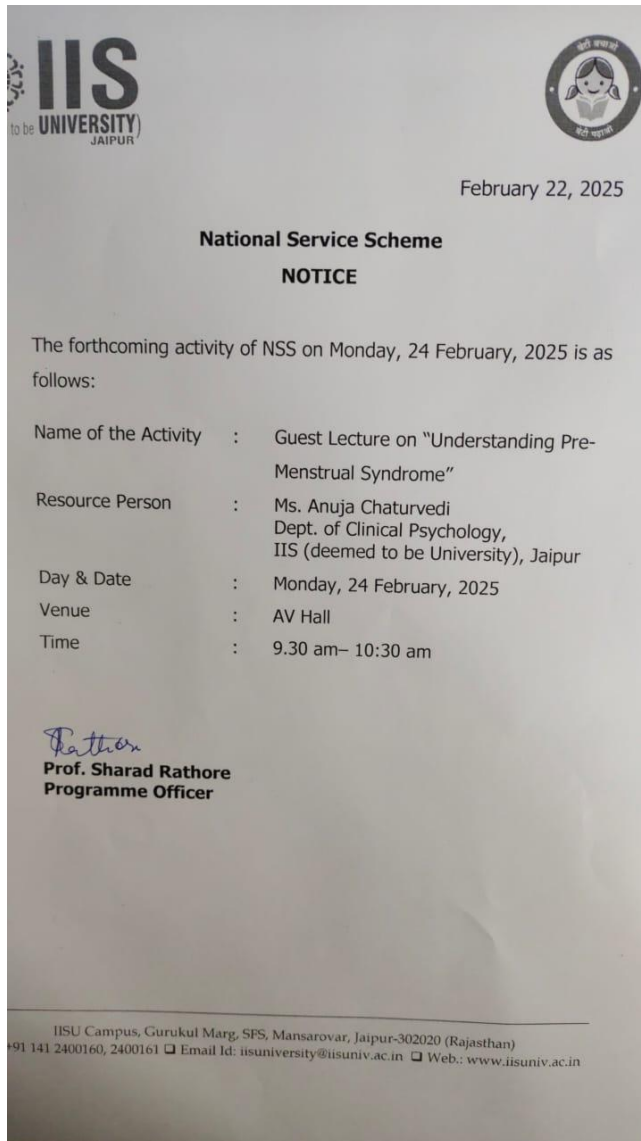 IIS
to be UNIVERSITY)
JAIPUR
बेटी बचाओ
बेटी पढ़ाओ
February 22, 2025
National Service Scheme
NOTICE
The forthcoming activity of NSS on Monday, 24 February, 2025 is as
follows:
Name of the Activity : Guest Lecture on “Understanding Pre-
Menstrual Syndrome”
Resource Person : Ms. Anuja Chaturvedi
Dept. of Clinical Psychology,
IIS (deemed to be University), Jaipur
Day & Date : Monday, 24 February, 2025
Venue : AV Hall
Time : 9.30 am– 10:30 am
Rathore
Prof. Sharad Rathore
Programme Officer
IISU Campus, Gurukul Marg, SFS, Mansarovar, Jaipur-302020 (Rajasthan)
+91 141 2400160, 2400161 ❑ Email Id: iisuniversity@iisuniv.ac.in ❑ Web.: www.iisuniv.ac.in